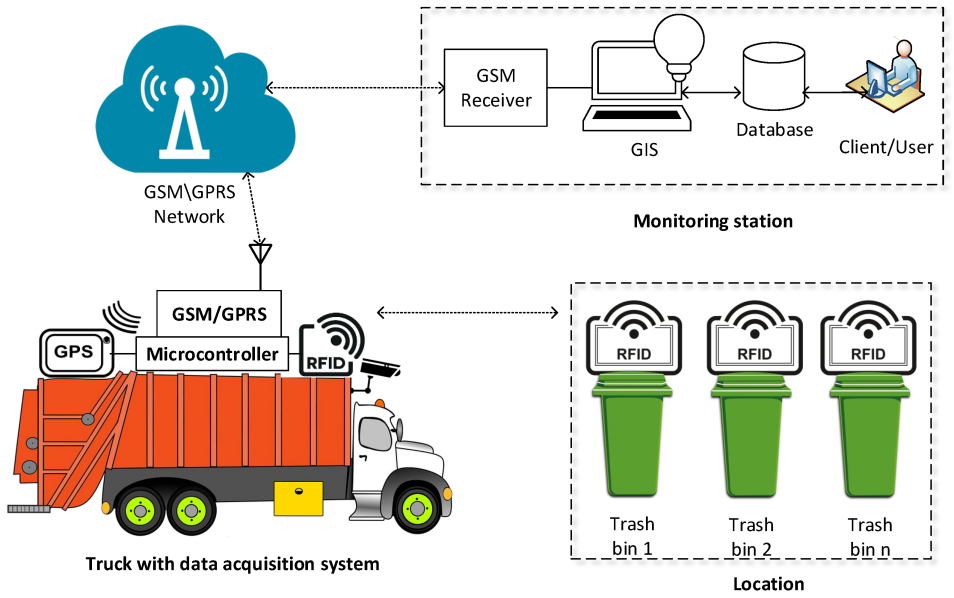 GSM
Receiver
GIS
Database
Client/User
Monitoring station
GSM\GPRS
Network
GSM/GPRS
GPS
Microcontroller
RFID
Truck with data acquisition system
RFID
RFID
RFID
Trash
bin 1
Trash
bin 2
Trash
bin n
Location